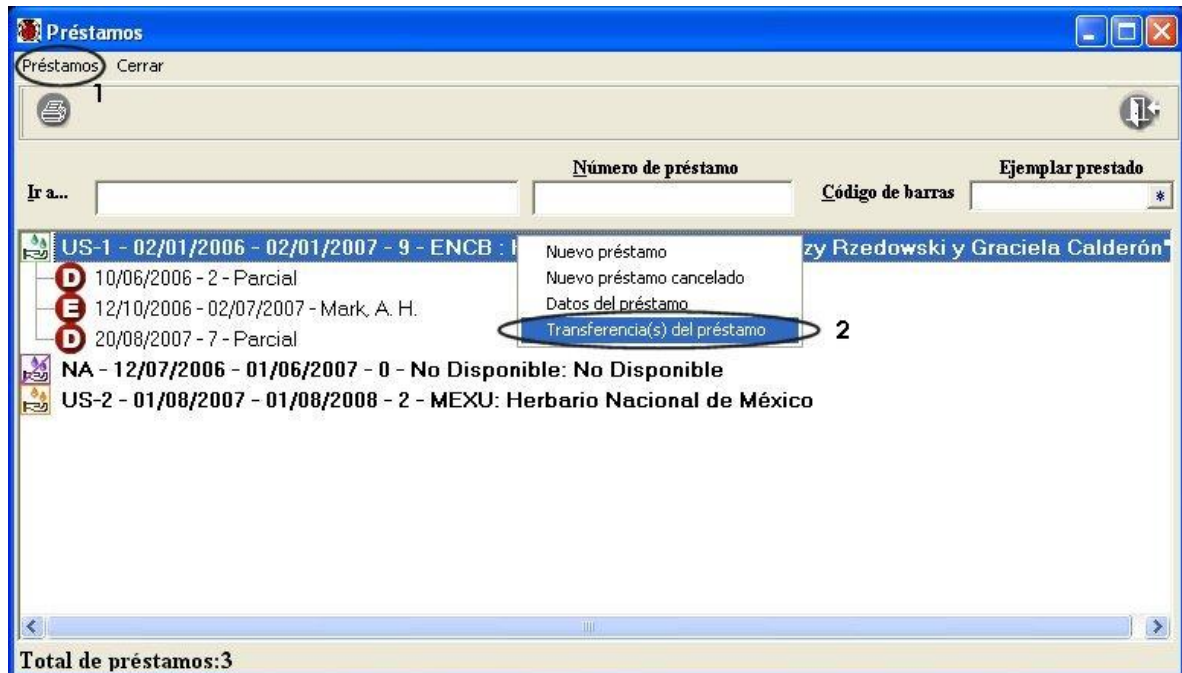 Préstamos
Préstamos Cerrar
1
Número de préstamo Ejemplar prestado
Ir a... Código de barras *
US-1 - 02/01/2006 - 02/01/2007 - 9 - ENCB : zy Rzedowski y Graciela Calderón"
Nuevo préstamo
10/06/2006 - 2 - Parcial
D
Nuevo préstamo cancelado
E 12/10/2006 - 02/07/2007 - Mark, A. H.
Datos del préstamo
D 20/08/2007 - 7 - Parcial
Transferencia(s) del préstamo 2
NA - 12/07/2006 - 01/06/2007 - 0 - No Disponible: No Disponible
US-2 - 01/08/2007 - 01/08/2008 - 2 - MEXU: Herbario Nacional de México
Total de préstamos:3